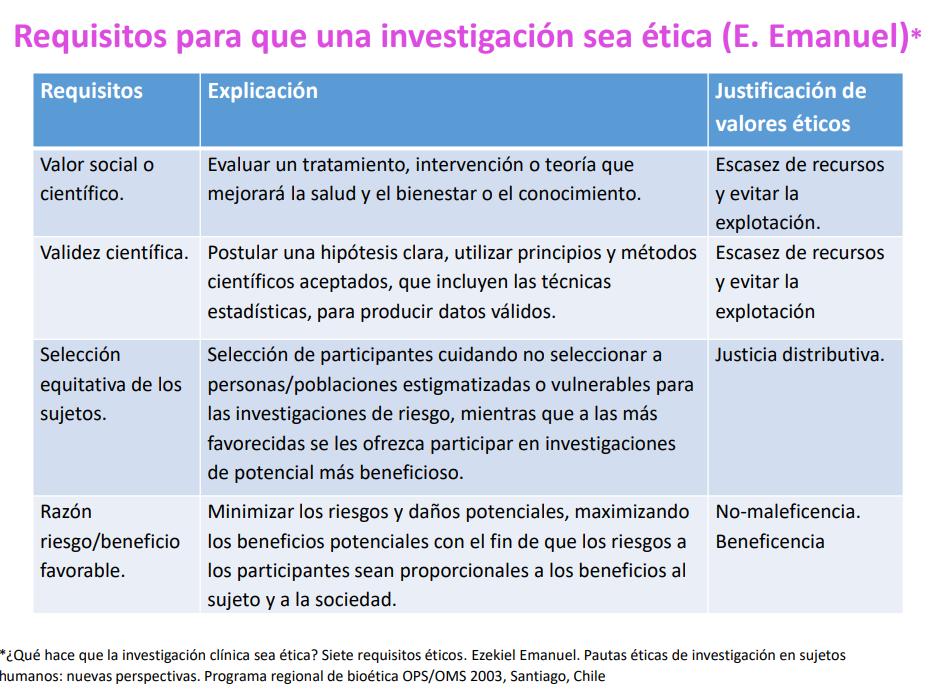 Requisitos para que una investigación sea ética (E. Emanuel)*
Requisitos
Explicación
Justificación de
valores éticos
Valor social o
científico.
Evaluar un tratamiento, intervención o teoría que
mejorará la salud y el bienestar o el conocimiento.
Escasez de recursos
y evitar la
explotación.
Validez científica.
Postular una hipótesis clara, utilizar principios y métodos
científicos aceptados, que incluyen las técnicas
estadísticas, para producir datos válidos.
Escasez de recursos
y evitar la
explotación
Selección
equitativa de los
sujetos.
Selección de participantes cuidando no seleccionar a
personas/poblaciones estigmatizadas o vulnerables para
las investigaciones de riesgo, mientras que a las más
favorecidas se les ofrezca participar en investigaciones
de potencial más beneficioso.
Justicia distributiva.
Razón
riesgo/beneficio
favorable.
Minimizar los riesgos y daños potenciales, maximizando
los beneficios potenciales con el fin de que los riesgos a
los participantes sean proporcionales a los beneficios al
sujeto y a la sociedad.
No-maleficencia.
Beneficencia
*¿Qué hace que la investigación clínica sea ética? Siete requisitos éticos. Ezekiel Emanuel. Pautas éticas de investigación en sujetos
humanos: nuevas perspectivas. Programa regional de bioética OPS/OMS 2003, Santiago, Chile